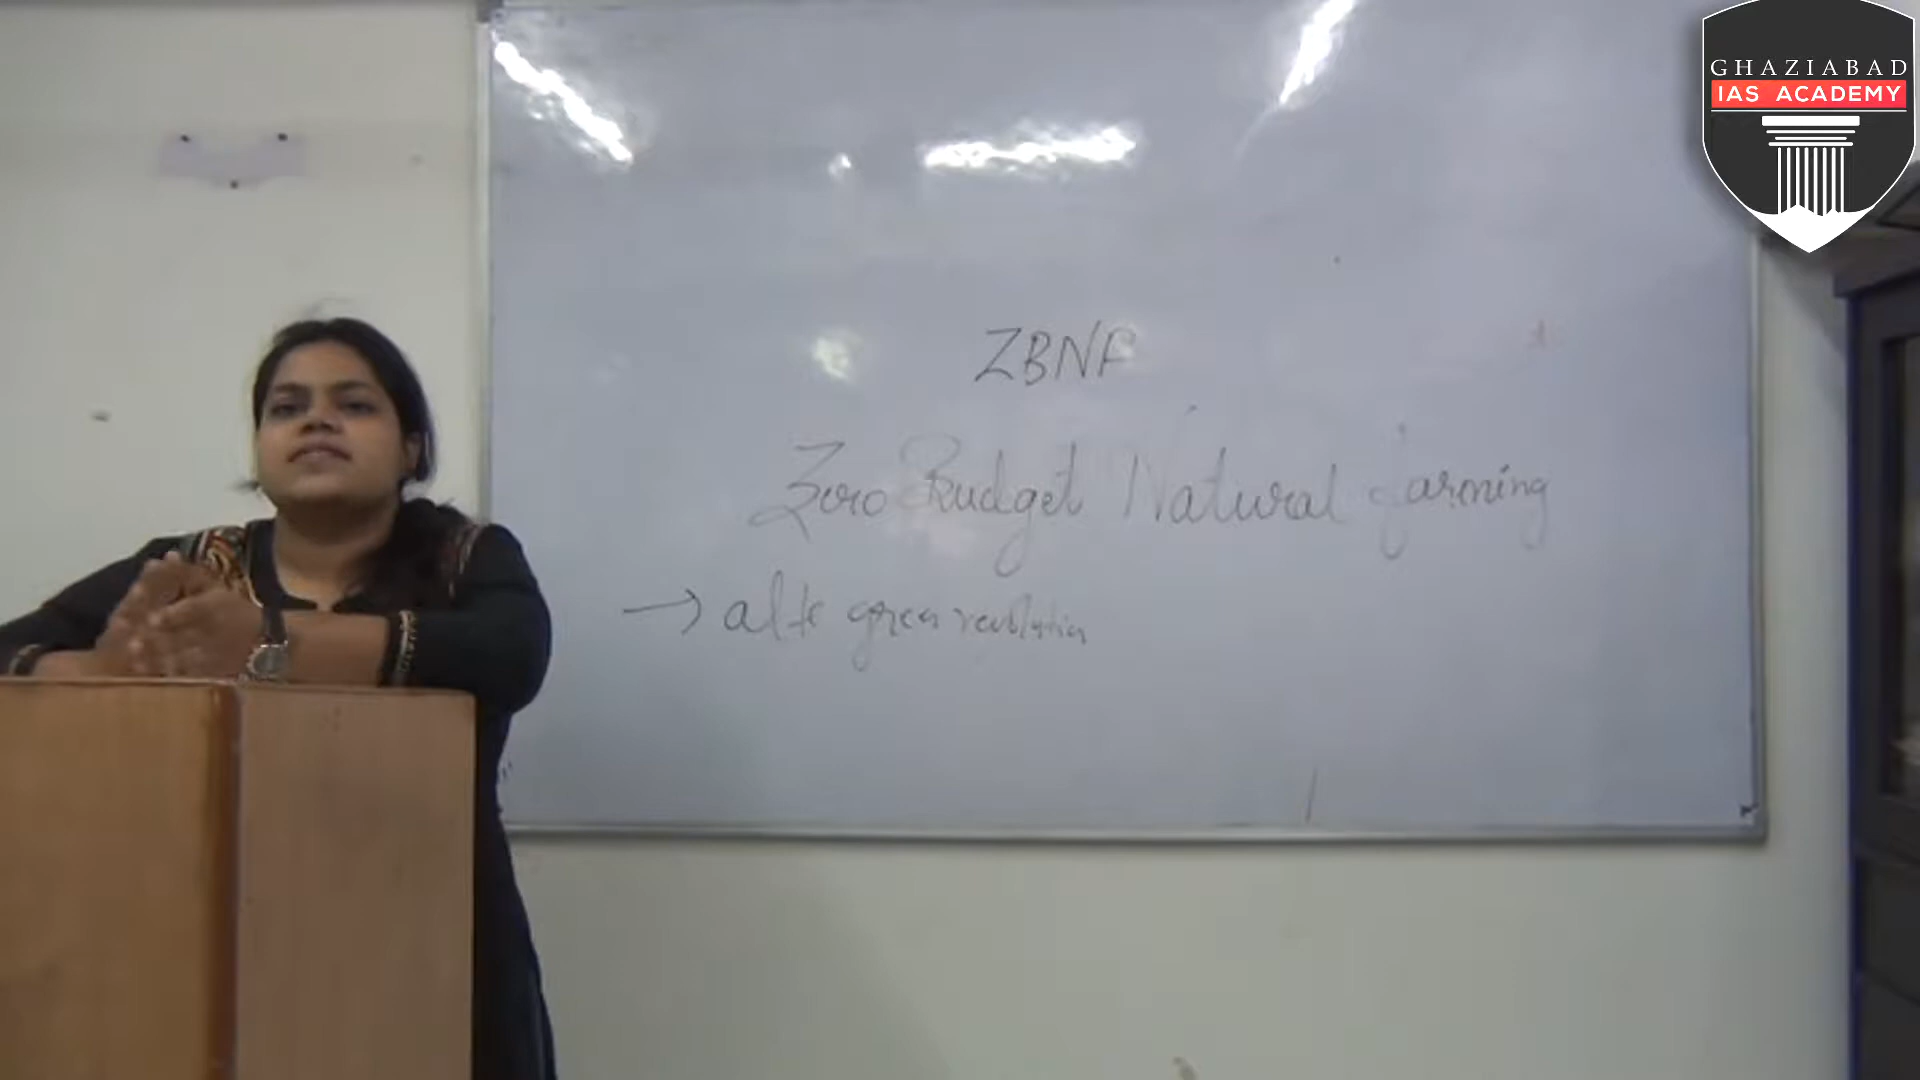 GHAZIABAD
IAS ACADEMY
ZBNF
Zero Budget Natural farming
→ alt green revolution